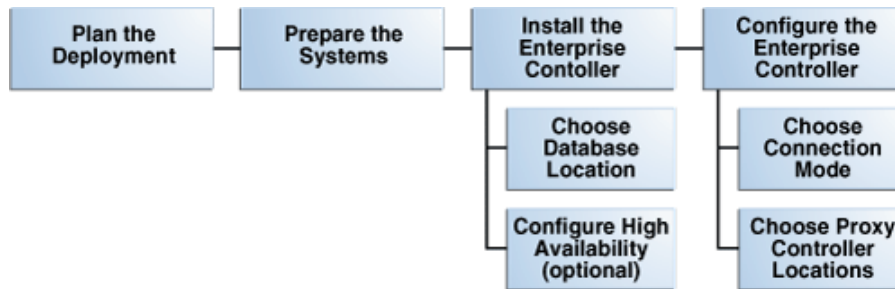 Plan the
Deployment
Prepare the
Systems
Install the
Enterprise
Contoller
Configure the
Enterprise
Controller
Choose
Database
Location
Choose
Connection
Mode
Configure High
Availability
(optional)
Choose Proxy
Controller
Locations